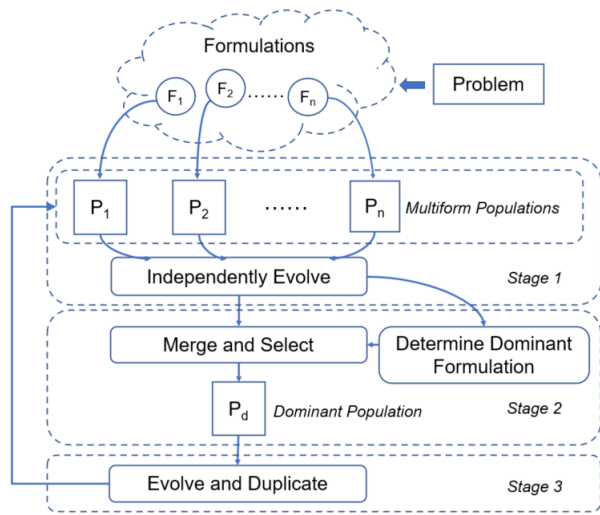 Formulations
F1
F2
......
Fn
Problem
P1
P2
......
Pn
Multiform Populations
Independently Evolve
Stage 1
Merge and Select
Determine Dominant
Formulation
Pd
Dominant Population
Stage 2
Evolve and Duplicate
Stage 3